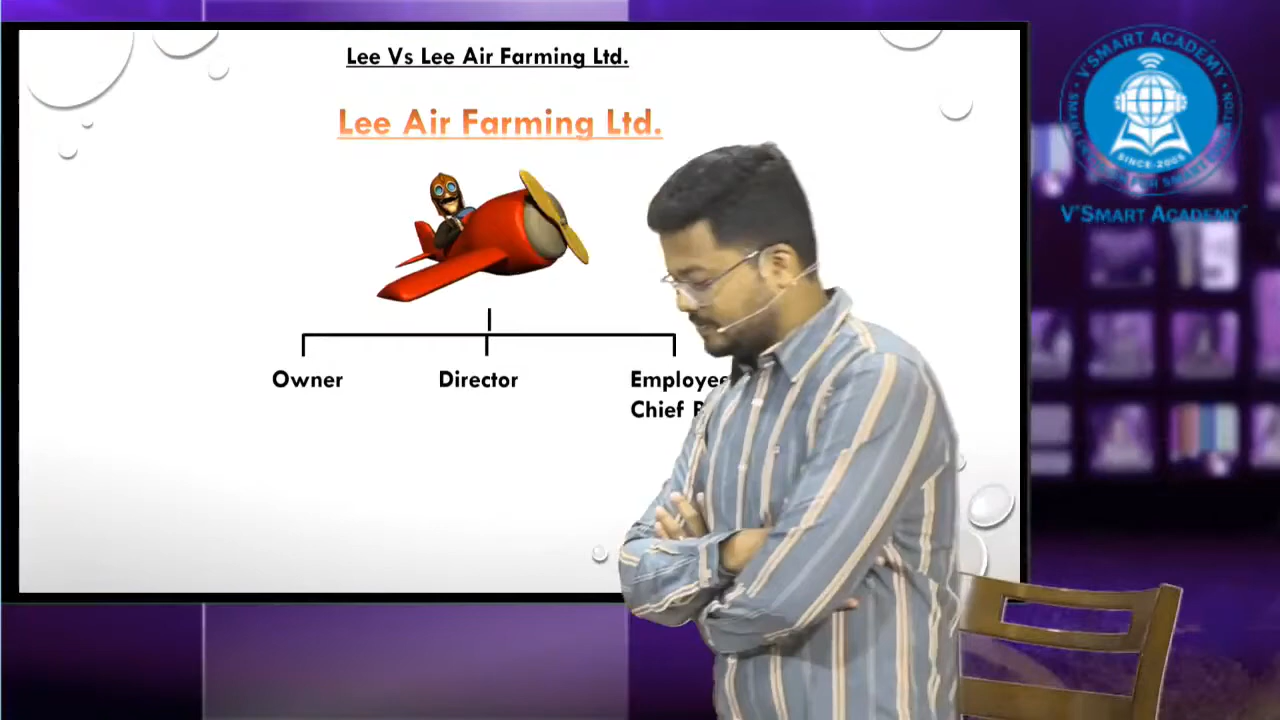 Lee Vs Lee Air Farming Ltd.
Lee Air Farming Ltd.
Owner
Director
Employee
Chief
V'SMART ACADEMY
SINCE-2005
V'SMART ACADEMY